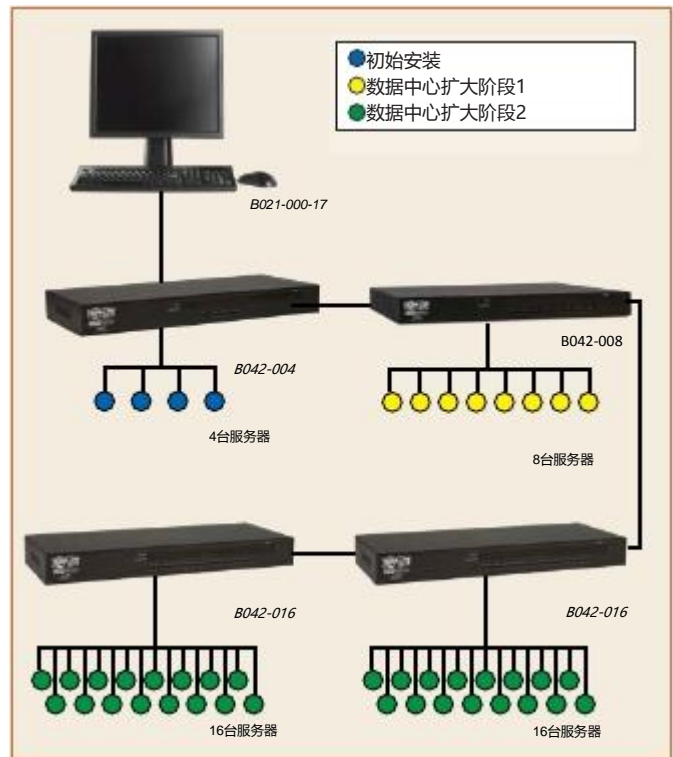 初始安装
数据中心扩大阶段1
数据中心扩大阶段2
B021-000-17
B042-004
B042-008
4台服务器
8台服务器
B042-016
B042-016
16台服务器
16台服务器